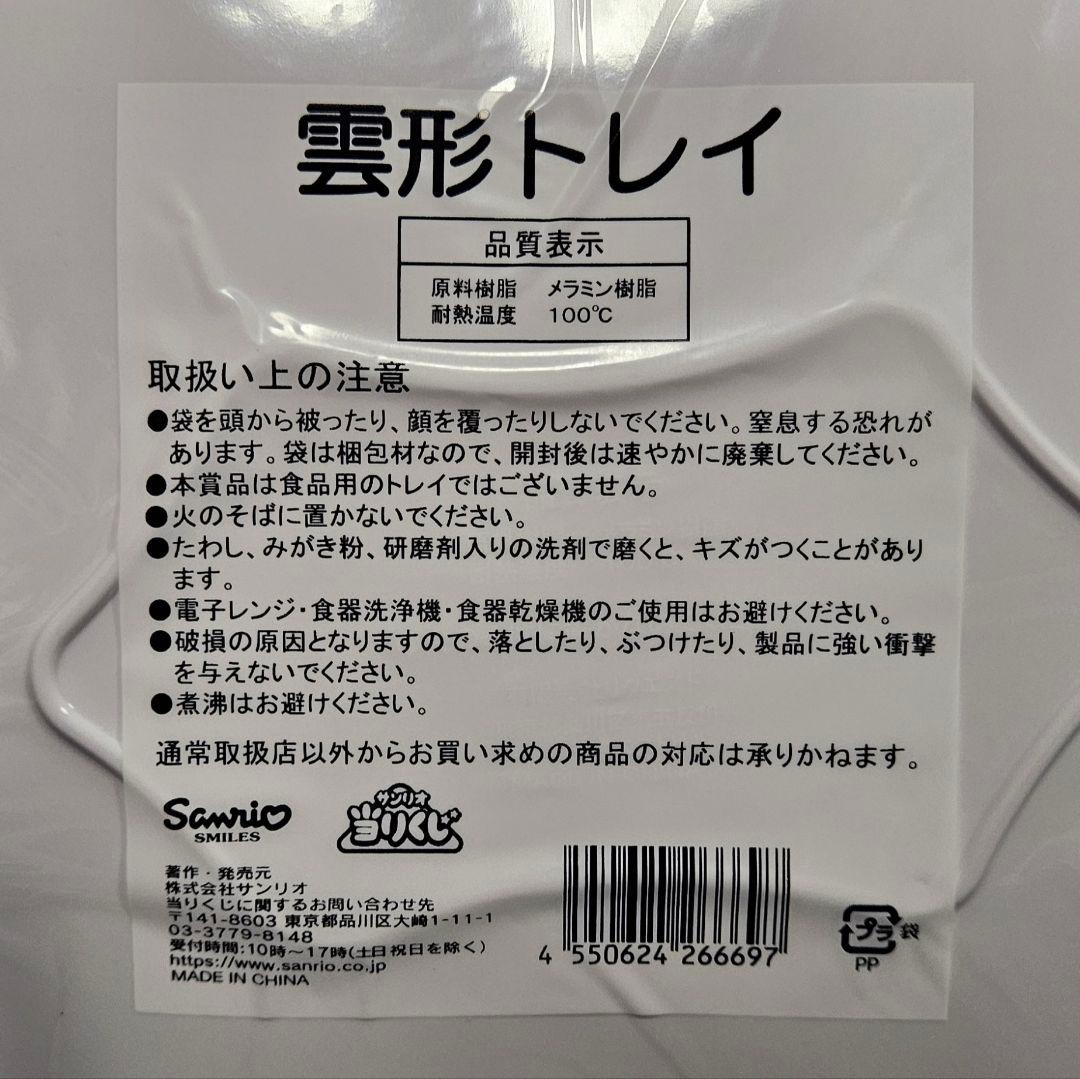 雲形トレイ
品質表示
原料樹脂 メラミン樹脂
耐熱温度 100℃
取扱い上の注意
●袋を頭から被ったり、顔を覆ったりしないでください。窒息する恐れが
あります。袋は梱包材なので、開封後は速やかに廃棄してください。
●本賞品は食品用のトレイではございません。
●火のそばに置かないでください。
●たわし、みがき粉、研磨剤入りの洗剤で磨くと、キズがつくことがあり
ます。
●電子レンジ・食器洗浄機・食器乾燥機のご使用はお避けください。
●破損の原因となりますので、落としたり、ぶつけたり、製品に強い衝撃
を与えないでください。
●煮沸はお避けください。
通常取扱店以外からお買い求めの商品の対応は承りかねます。
Sanrio
SMILES
サンリオ
当りくじ
著作・発売元
株式会社サンリオ
当りくじに関するお問い合わせ先
〒141-8603 東京都品川区大崎1-11-1
03-3779-8148
受付時間:10時～17時(土日祝日を除く)
https://www.sanrio.co.jp
MADE IN CHINA
4 550624 266697
プラ 袋
PP